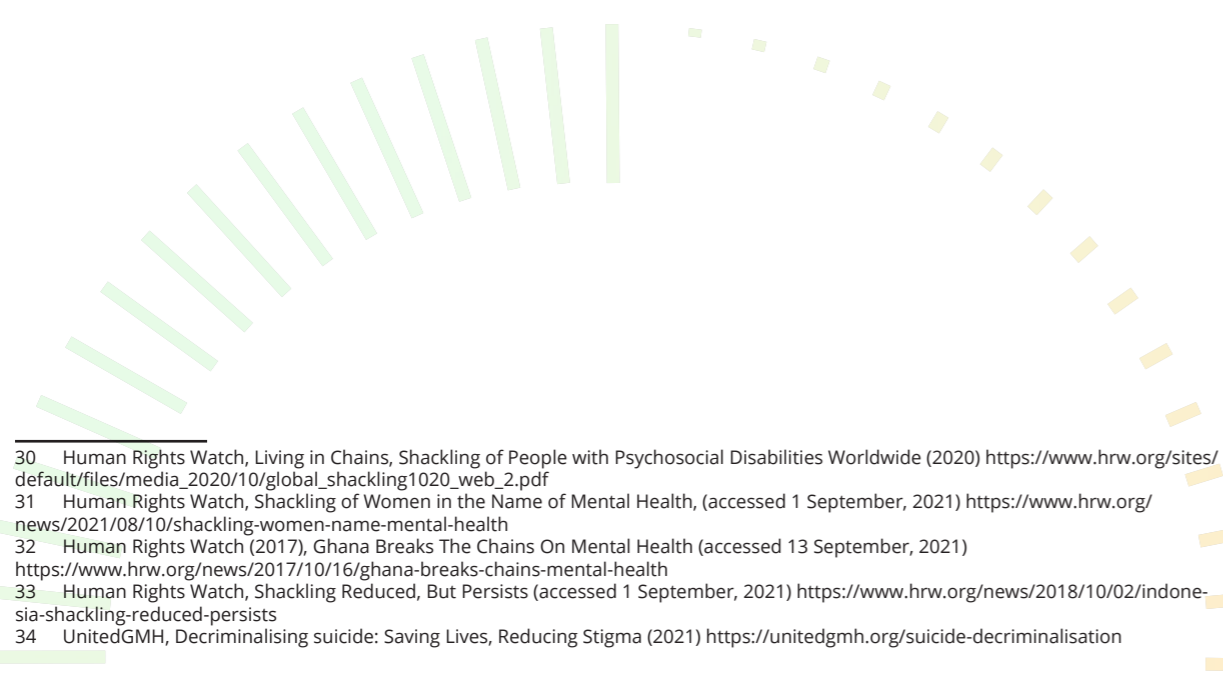 30 Human Rights Watch, Living in Chains, Shackling of People with Psychosocial Disabilities Worldwide (2020) https://www.hrw.org/sites/
default/files/media_2020/10/global_shackling1020_web_2.pdf
31 Human Rights Watch, Shackling of Women in the Name of Mental Health, (accessed 1 September, 2021) https://www.hrw.org/
news/2021/08/10/shackling-women-name-mental-health
32 Human Rights Watch (2017), Ghana Breaks The Chains On Mental Health (accessed 13 September, 2021)
https://www.hrw.org/news/2017/10/16/ghana-breaks-chains-mental-health
33 Human Rights Watch, Shackling Reduced, But Persists (accessed 1 September, 2021) https://www.hrw.org/news/2018/10/02/indone-
sia-shackling-reduced-persists
34 UnitedGMH, Decriminalising suicide: Saving Lives, Reducing Stigma (2021) https://unitedgmh.org/suicide-decriminalisation